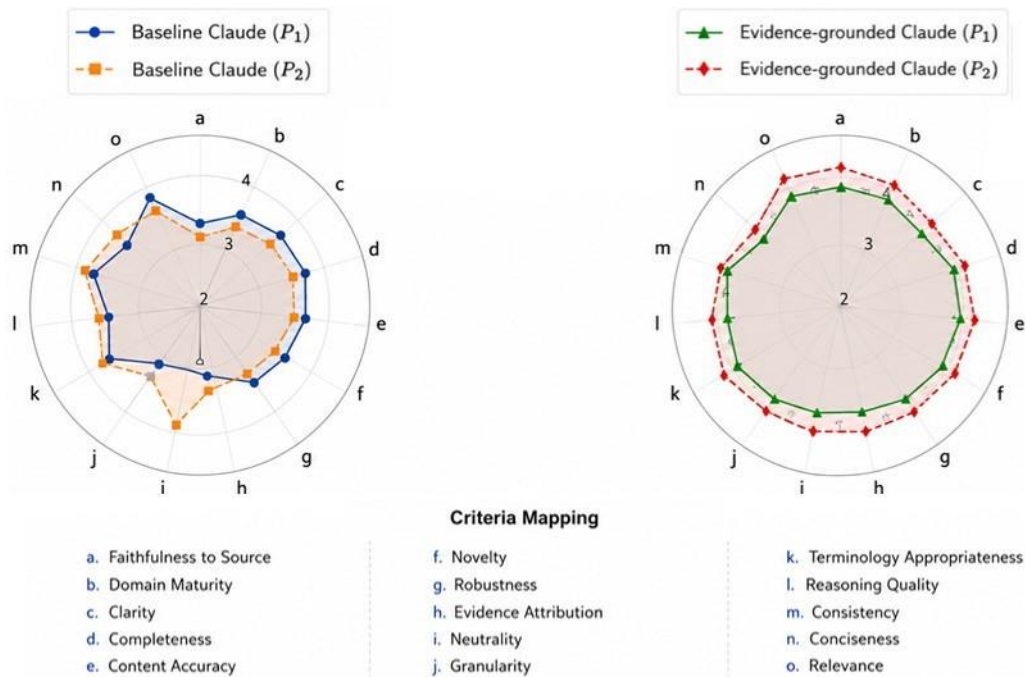 Baseline Claude (P₁)
Baseline Claude (P₂)
Evidence-grounded Claude (P₁)
Evidence-grounded Claude (P₂)
a
b
c
d
e
f
g
h
i
j
k
l
m
n
o
4
3
2
a
b
c
d
e
f
g
h
i
j
k
l
m
n
o
4
3
2
Criteria Mapping
a. Faithfulness to Source
b. Domain Maturity
c. Clarity
d. Completeness
e. Content Accuracy
f. Novelty
g. Robustness
h. Evidence Attribution
i. Neutrality
j. Granularity
k. Terminology Appropriateness
l. Reasoning Quality
m. Consistency
n. Conciseness
o. Relevance